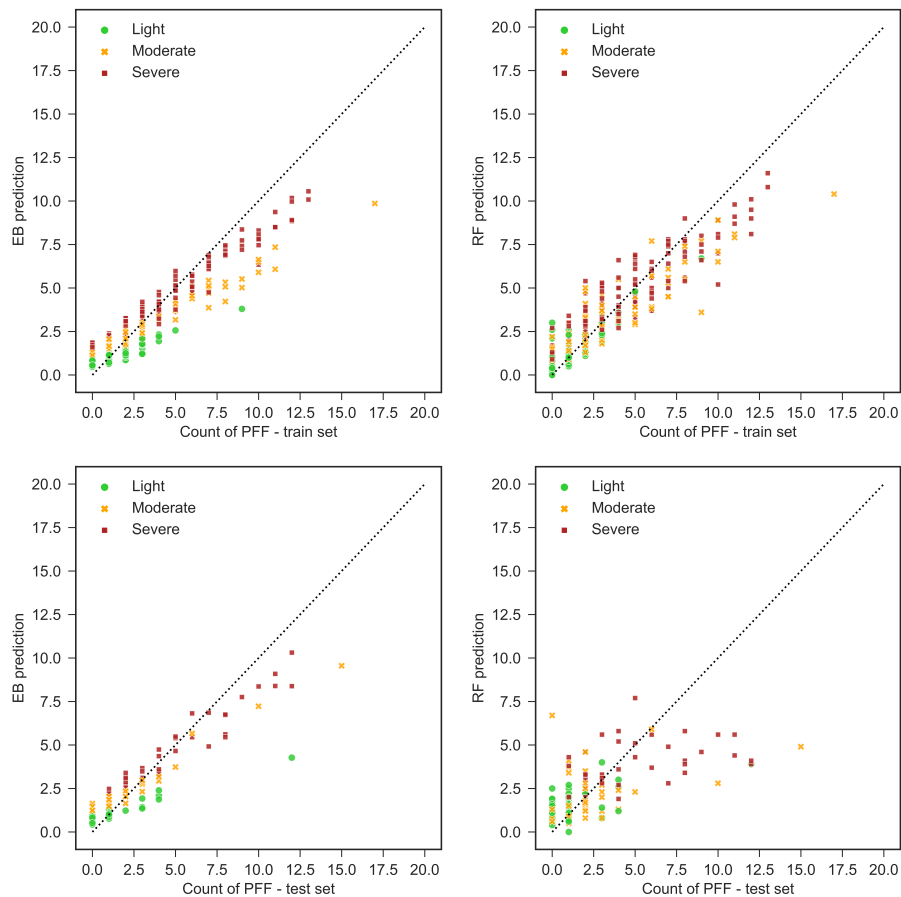 20.0
17.5
15.0
12.5
10.0
7.5
5.0
2.5
0.0
EB prediction
Light
Moderate
Severe
0.0 2.5 5.0 7.5 10.0 12.5 15.0 17.5 20.0
Count of PFF - train set
20.0
17.5
15.0
12.5
10.0
7.5
5.0
2.5
0.0
RF prediction
Light
Moderate
Severe
0.0 2.5 5.0 7.5 10.0 12.5 15.0 17.5 20.0
Count of PFF - train set
20.0
17.5
15.0
12.5
10.0
7.5
5.0
2.5
0.0
EB prediction
Light
Moderate
Severe
0.0 2.5 5.0 7.5 10.0 12.5 15.0 17.5 20.0
Count of PFF - test set
20.0
17.5
15.0
12.5
10.0
7.5
5.0
2.5
0.0
RF prediction
Light
Moderate
Severe
0.0 2.5 5.0 7.5 10.0 12.5 15.0 17.5 20.0
Count of PFF - test set